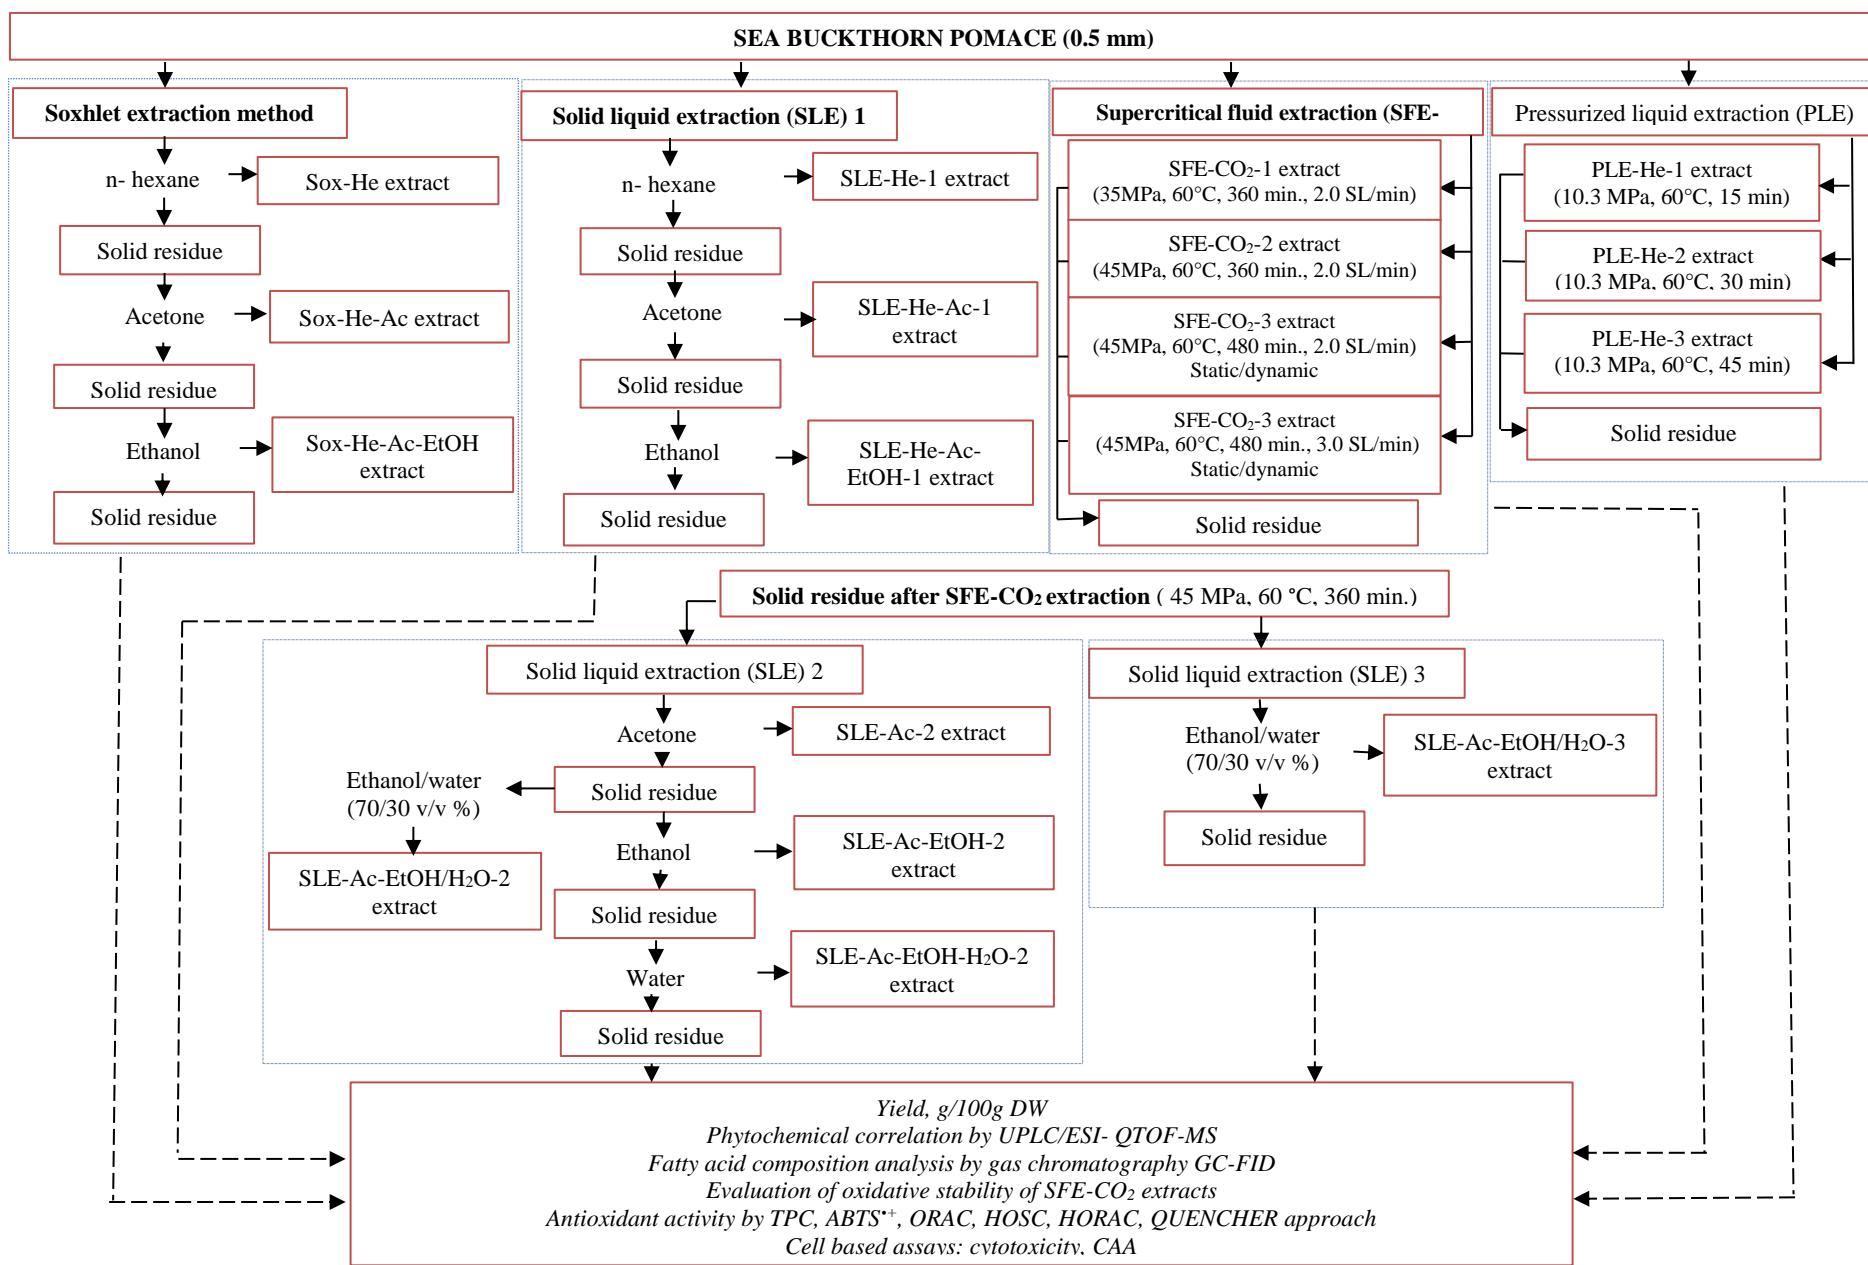 SEA BUCKTHORN POMACE (0.5 mm)
Soxhlet extraction method
n- hexane
Sox-He extract
Solid residue
Acetone
Sox-He-Ac extract
Solid residue
Ethanol
Sox-He-Ac-EtOH
extract
Solid residue
Solid liquid extraction (SLE) 1
n- hexane
SLE-He-1 extract
Solid residue
Acetone
SLE-He-Ac-1
extract
Solid residue
Ethanol
SLE-He-Ac-
EtOH-1 extract
Solid residue
Supercritical fluid extraction (SFE-
SFE-CO₂-1 extract
(35MPa, 60°C, 360 min., 2.0 SL/min)
SFE-CO₂-2 extract
(45MPa, 60°C, 360 min., 2.0 SL/min)
SFE-CO₂-3 extract
(45MPa, 60°C, 480 min., 2.0 SL/min)
Static/dynamic
SFE-CO₂-3 extract
(45MPa, 60°C, 480 min., 3.0 SL/min)
Static/dynamic
Solid residue
Pressurized liquid extraction (PLE)
PLE-He-1 extract
(10.3 MPa, 60°C, 15 min)
PLE-He-2 extract
(10.3 MPa, 60°C, 30 min)
PLE-He-3 extract
(10.3 MPa, 60°C, 45 min)
Solid residue
Solid residue after SFE-CO₂ extraction ( 45 MPa, 60 °C, 360 min.)
Solid liquid extraction (SLE) 2
Acetone
SLE-Ac-2 extract
Solid residue
Ethanol/water
(70/30 v/v %)
SLE-Ac-EtOH/H₂O-2
extract
Ethanol
SLE-Ac-EtOH-2
extract
Solid residue
Water
SLE-Ac-EtOH-H₂O-2
extract
Solid residue
Solid liquid extraction (SLE) 3
Ethanol/water
(70/30 v/v %)
SLE-Ac-EtOH/H₂O-3
extract
Solid residue
Yield, g/100g DW
Phytochemical correlation by UPLC/ESI- QTOF-MS
Fatty acid composition analysis by gas chromatography GC-FID
Evaluation of oxidative stability of SFE-CO₂ extracts
Antioxidant activity by TPC, ABTS•⁺, ORAC, HOSC, HORAC, QUENCHER approach
Cell based assays: cytotoxicity, CAA